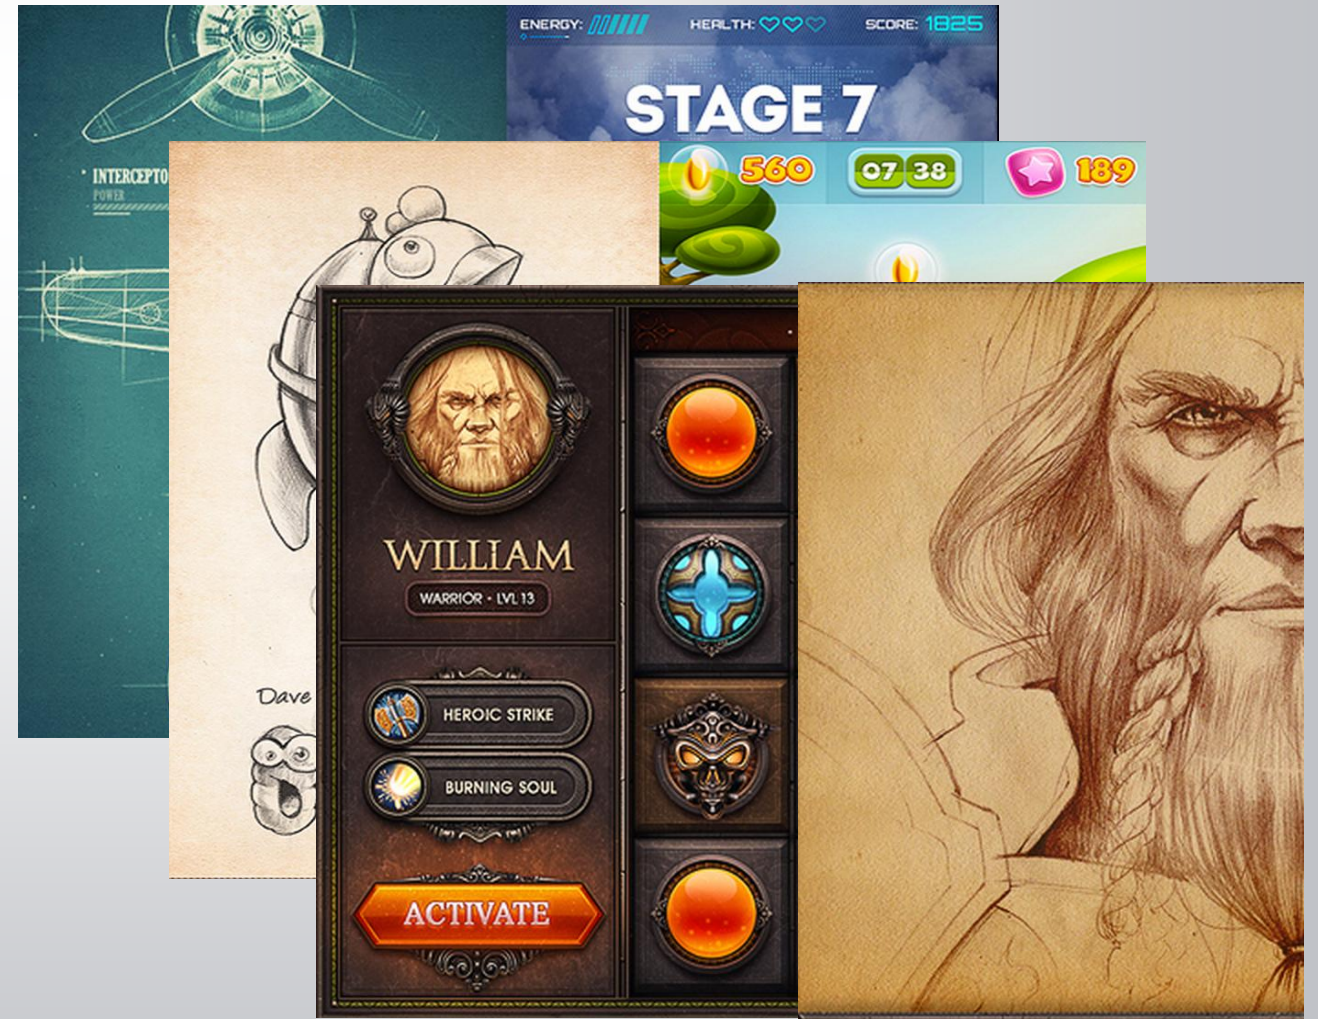 ENERGY: HEALTH: SCORE: 1825
STAGE 7
INTERCEPTO
POWER
560 07 38 189
WILLIAM
WARRIOR • LVL 13
Dave
HEROIC STRIKE
BURNING SOUL
ACTIVATE